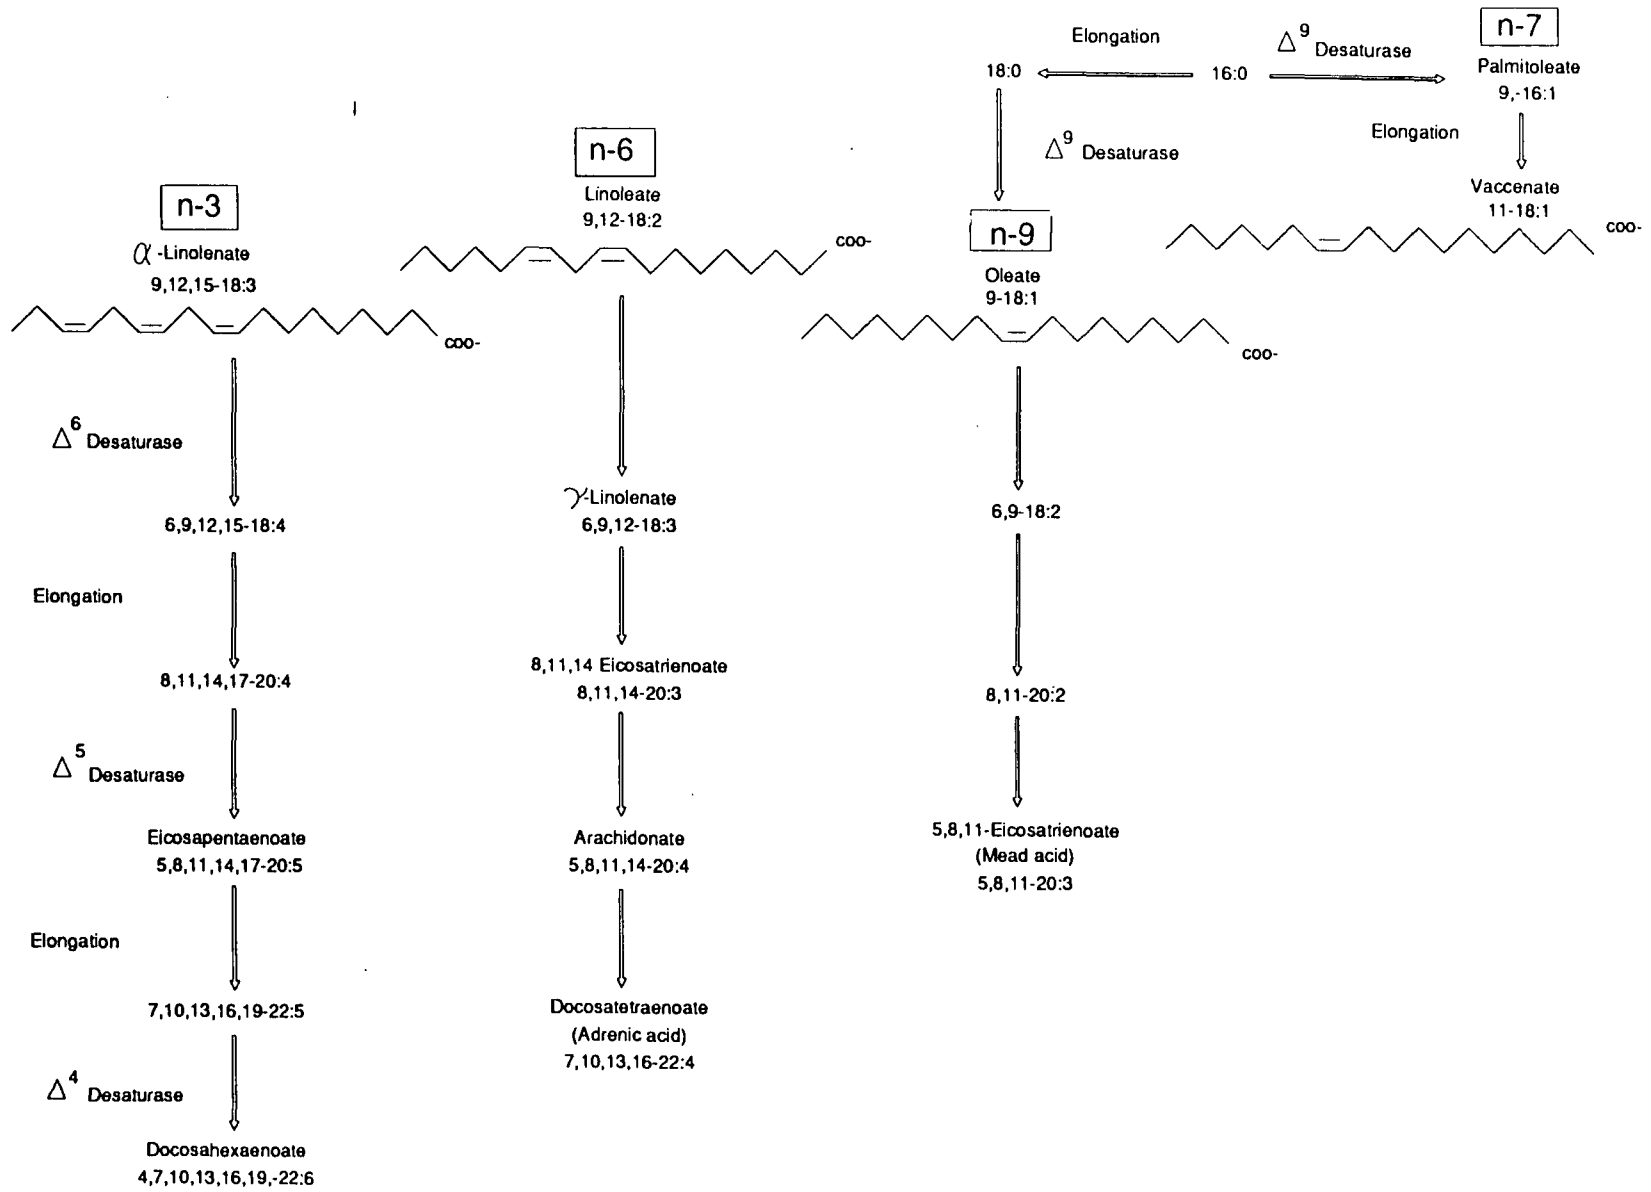 n-3
α-Linolenate
9,12,15-18:3
COO-
Δ6 Desaturase
6,9,12,15-18:4
Elongation
8,11,14,17-20:4
Δ5 Desaturase
Eicosapentaenoate
5,8,11,14,17-20:5
Elongation
7,10,13,16,19-22:5
Δ4 Desaturase
Docosahexaenoate
4,7,10,13,16,19,-22:6
n-6
Linoleate
9,12-18:2
COO-
γ-Linolenate
6,9,12-18:3
8,11,14 Eicosatrienoate
8,11,14-20:3
Arachidonate
5,8,11,14-20:4
Docosatetraenoate
(Adrenic acid)
7,10,13,16-22:4
18:0
Elongation
16:0
Δ9 Desaturase
Δ9 Desaturase
n-9
Oleate
9-18:1
COO-
6,9-18:2
8,11-20:2
5,8,11-Eicosatrienoate
(Mead acid)
5,8,11-20:3
n-7
Palmitoleate
9,-16:1
Elongation
Vaccenate
11-18:1
COO-